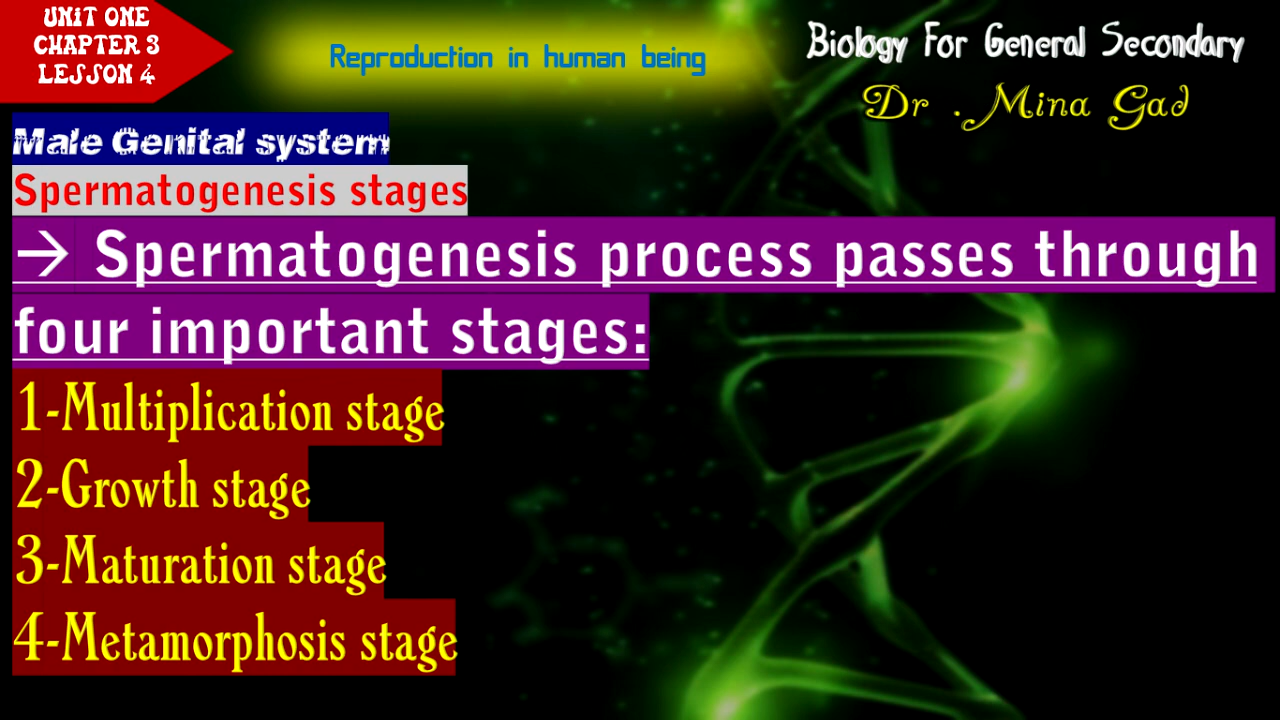 UNIT ONE
CHAPTER 3
LESSON 4
Reproduction in human being
Biology For General Secondary
Dr . Mina Gad
Male Genital system
Spermatogenesis stages
→ Spermatogenesis process passes through
four important stages:
1-Multiplication stage
2-Growth stage
3-Maturation stage
4-Metamorphosis stage